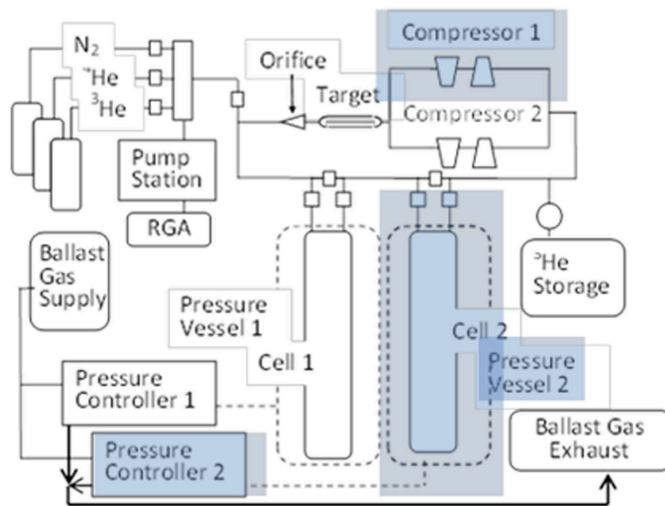 N₂
⁴He
³He
Pump
Station
RGA
Orifice
Target
Compressor 1
Compressor 2
³He
Storage
Ballast
Gas
Supply
Pressure
Vessel 1
Cell 1
Cell 2
Pressure
Vessel 2
Pressure
Controller 1
Pressure
Controller 2
Ballast Gas
Exhaust